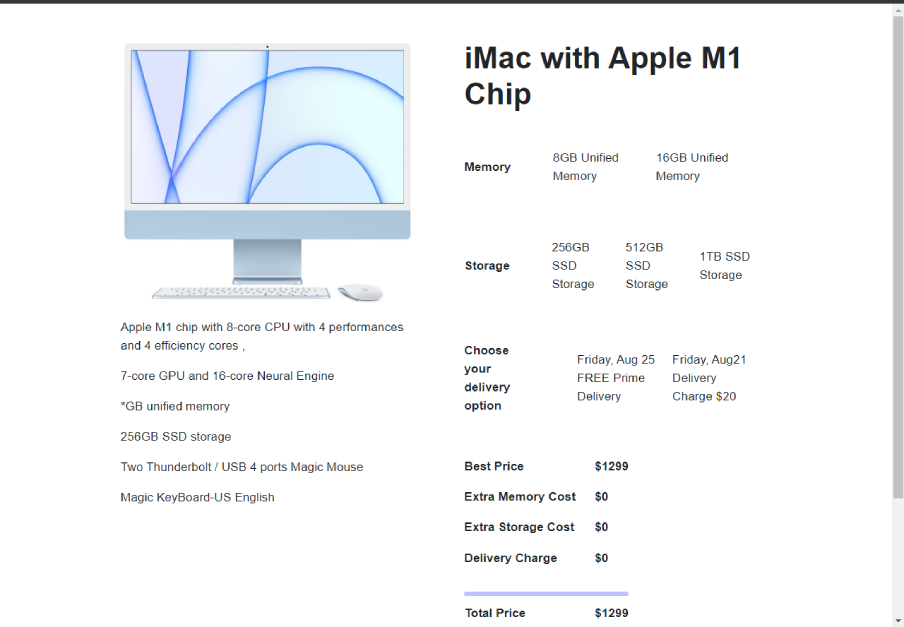 iMac with Apple M1
Chip
Memory
8GB Unified
Memory
16GB Unified
Memory
Storage
256GB
SSD
Storage
512GB
SSD
Storage
1TB SSD
Storage
Choose
your
delivery
option
Friday, Aug 25
FREE Prime
Delivery
Friday, Aug21
Delivery
Charge $20
Best Price $1299
Extra Memory Cost $0
Extra Storage Cost $0
Delivery Charge $0
Total Price $1299
Apple M1 chip with 8-core CPU with 4 performances
and 4 efficiency cores ,
7-core GPU and 16-core Neural Engine
*GB unified memory
256GB SSD storage
Two Thunderbolt / USB 4 ports Magic Mouse
Magic KeyBoard-US English